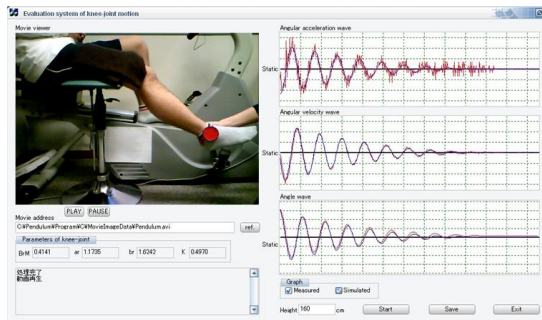 Evaluation system of knee-joint motion
Movie viewer
PLAY PAUSE
Movie address
C:¥Pendulum¥Program¥C¥MovieImageData¥Pendulum.avi ref.
Parameters of knee-joint
BrM 0.4141 ar 1.1735 br 1.6242 K 0.4970
処理完了
動画再生
Angular acceleration wave
Static
Angular velocity wave
Static
Angle wave
Static
Graph
Measured Simulated
Height 160 cm Start Save Exit